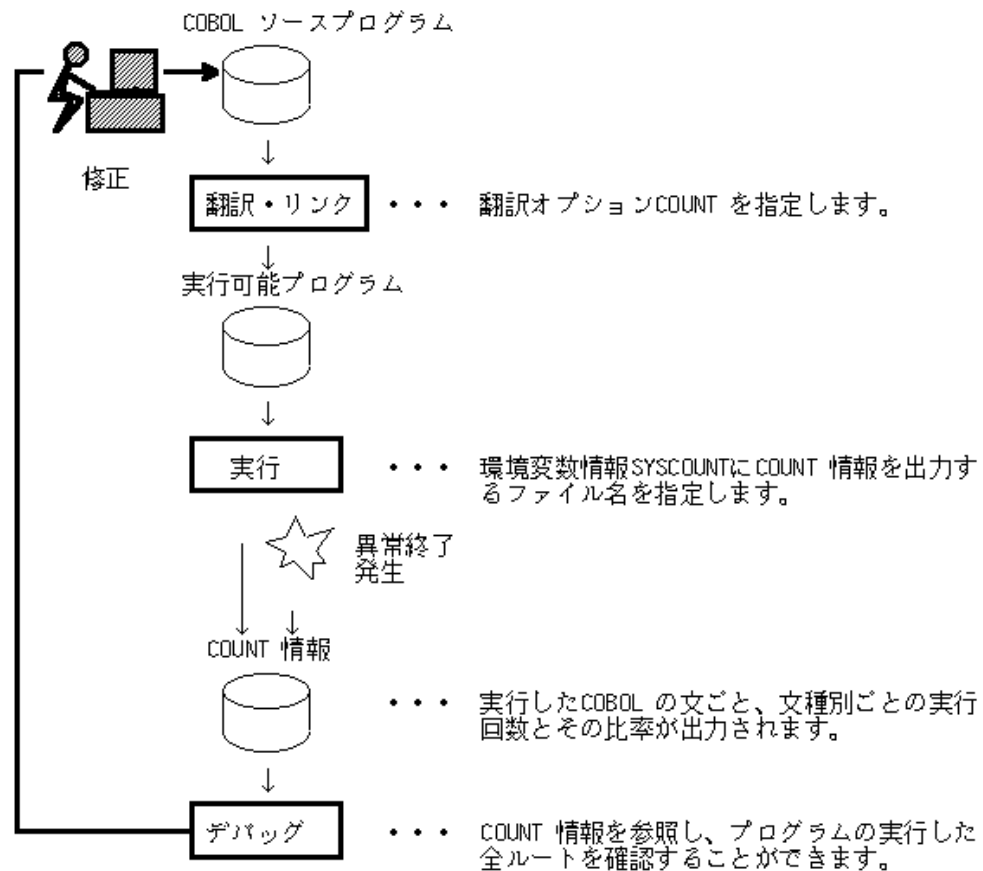 COBOL ソースプログラム
修正
翻訳・リンク ・・・ 翻訳オプションCOUNT を指定します。
実行可能プログラム
実行 ・・・ 環境変数情報SYSCOUNTにCOUNT 情報を出力す
るファイル名を指定します。
異常終了
発生
COUNT 情報
・・・ 実行したCOBOL の文ごと、文種別ごとの実行
回数とその比率が出力されます。
デバッグ ・・・ COUNT 情報を参照し、プログラムの実行した
全ルートを確認することができます。